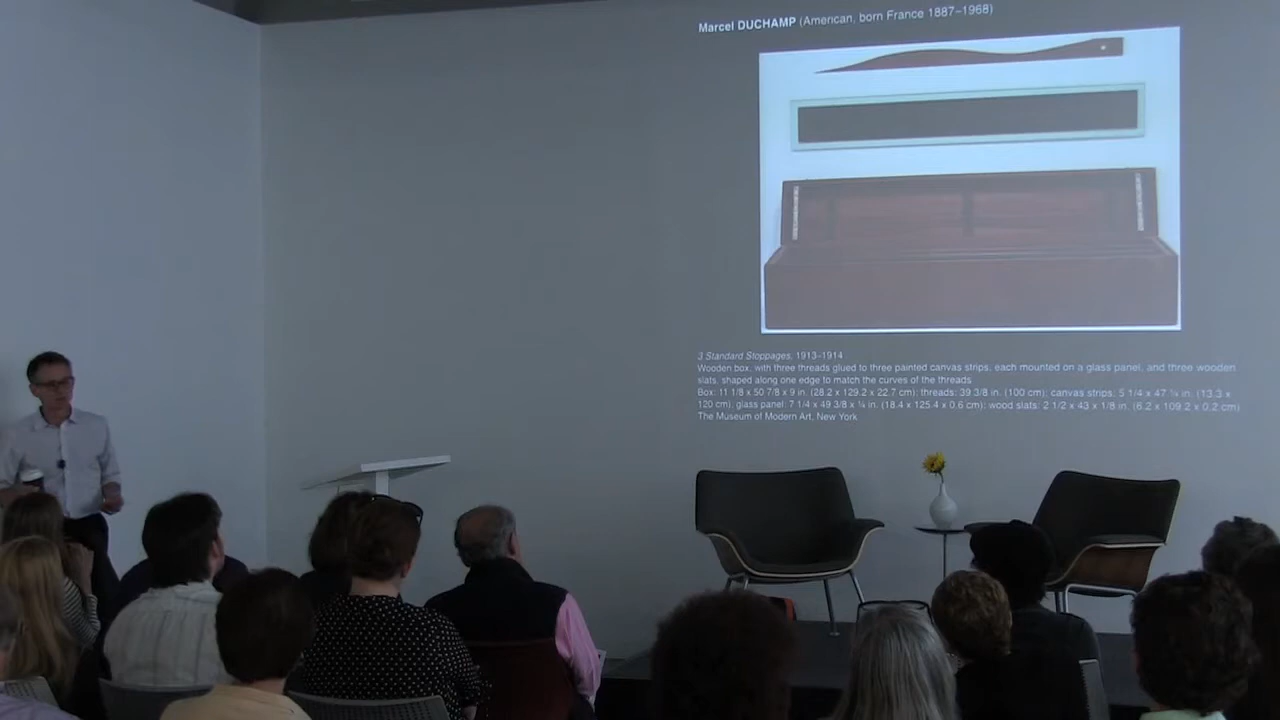 Marcel DUCHAMP (American, born France 1887–1968)
3 Standard Stoppages, 1913–1914
Wooden box, with three threads glued to three painted canvas strips, each mounted on a glass panel, and three wooden
slats, shaped along one edge to match the curves of the threads
Box: 11 1/8 x 50 7/8 x 9 in. (28.2 x 129.2 x 22.7 cm); threads: 39 3/8 in. (100 cm); canvas strips: 5 1/4 x 47 ¼ in. (13.3 x
120 cm), glass panel: 7 1/4 x 49 3/8 x ¼ in. (18.4 x 125.4 x 0.6 cm); wood slats: 2 1/2 x 43 x 1/8 in. (6.2 x 109.2 x 0.2 cm)
The Museum of Modern Art, New York